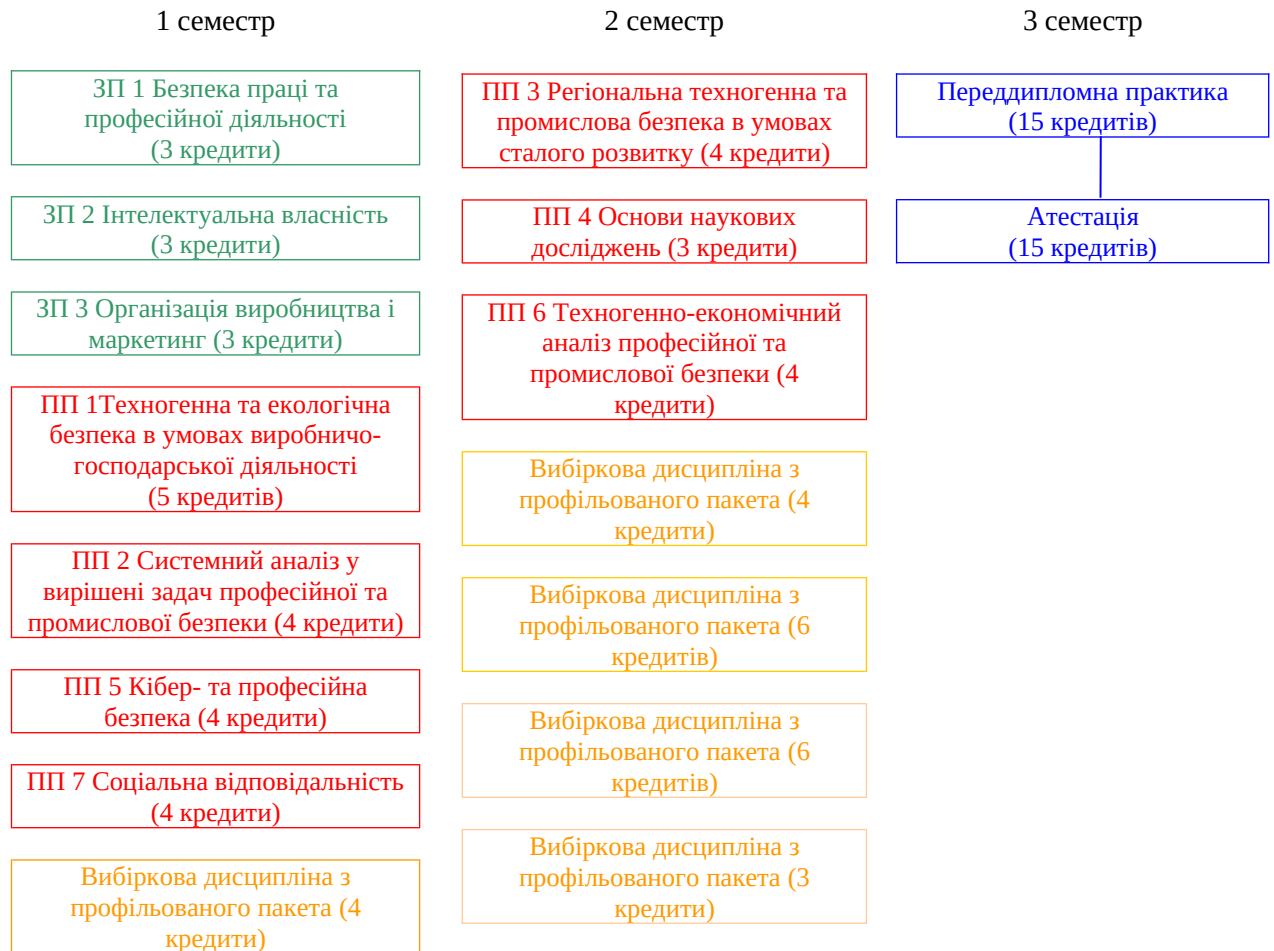 1 семестр
2 семестр
3 семестр
ЗП 1 Безпека праці та
професійної діяльності
(3 кредити)
ЗП 2 Інтелектуальна власність
(3 кредити)
ЗП 3 Організація виробництва і
маркетинг (3 кредити)
ПП 1Техногенна та екологічна
безпека в умовах виробничо-
господарської діяльності
(5 кредитів)
ПП 2 Системний аналіз у
вирішені задач професійної та
промислової безпеки (4 кредити)
ПП 5 Кібер- та професійна
безпека (4 кредити)
ПП 7 Соціальна відповідальність
(4 кредити)
Вибіркова дисципліна з
профільованого пакета (4
кредити)
ПП 3 Регіональна техногенна та
промислова безпека в умовах
сталого розвитку (4 кредити)
ПП 4 Основи наукових
досліджень (3 кредити)
ПП 6 Техногенно-економічний
аналіз професійної та
промислової безпеки (4
кредити)
Вибіркова дисципліна з
профільованого пакета (4
кредити)
Вибіркова дисципліна з
профільованого пакета (6
кредитів)
Вибіркова дисципліна з
профільованого пакета (6
кредитів)
Вибіркова дисципліна з
профільованого пакета (3
кредити)
Переддипломна практика
(15 кредитів)
Атестація
(15 кредитів)